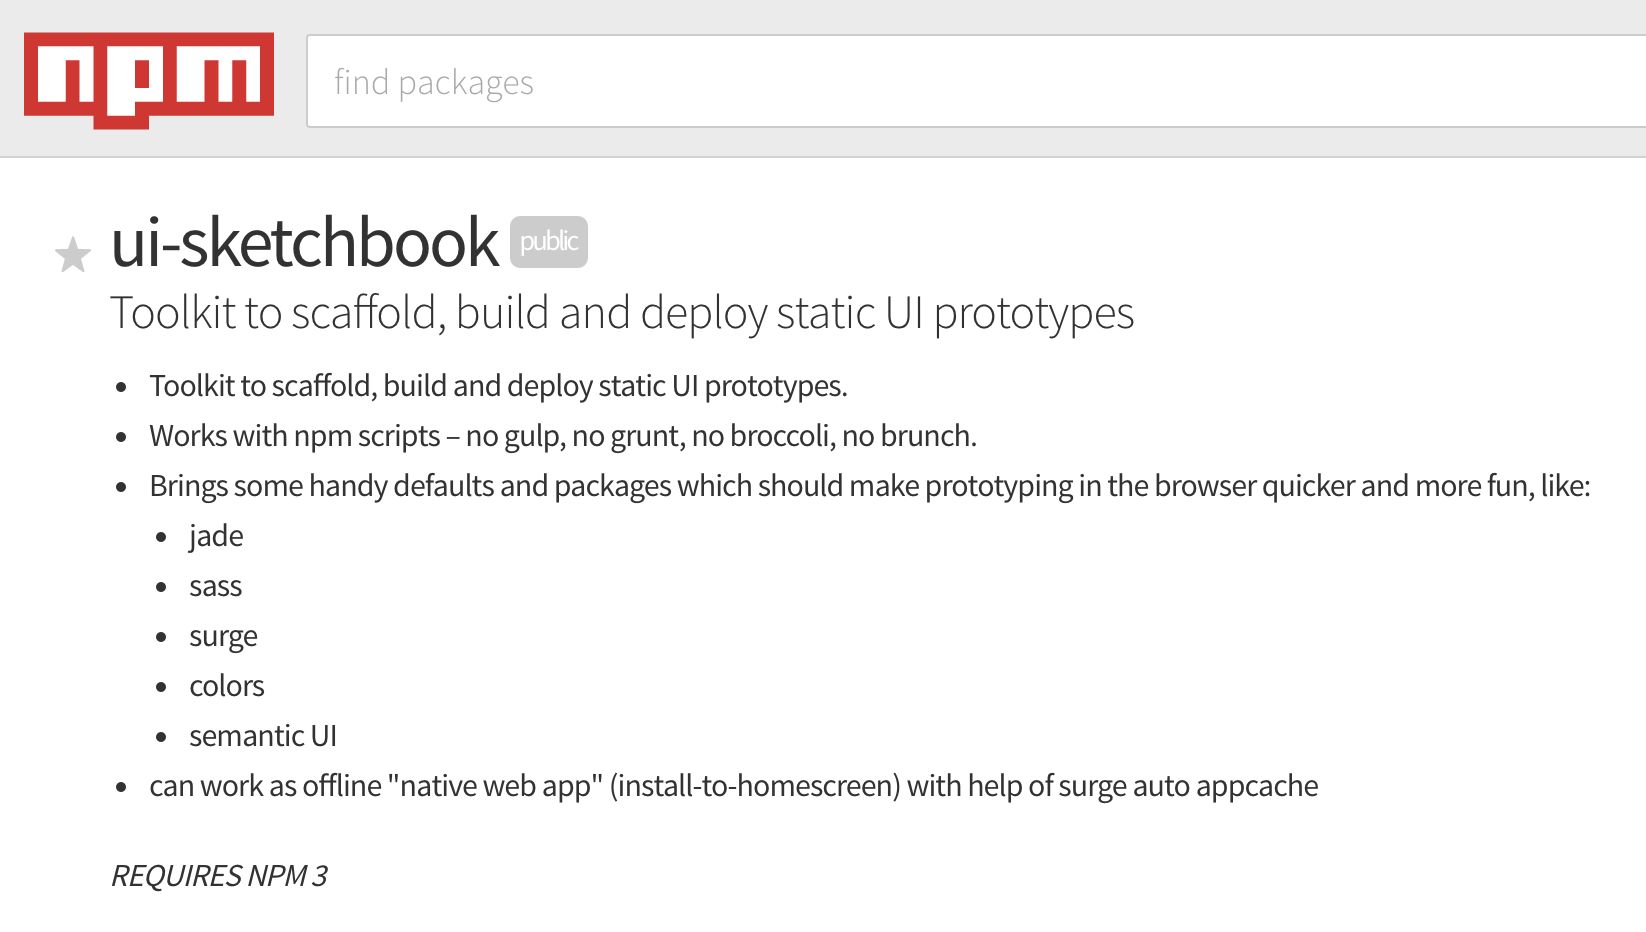 npm
find packages
ui-sketchbook public
Toolkit to scaffold, build and deploy static UI prototypes
• Toolkit to scaffold, build and deploy static UI prototypes.
• Works with npm scripts – no gulp, no grunt, no broccoli, no brunch.
• Brings some handy defaults and packages which should make prototyping in the browser quicker and more fun, like:
• jade
• sass
• surge
• colors
• semantic UI
• can work as offline "native web app" (install-to-homescreen) with help of surge auto appcache
REQUIRES NPM 3